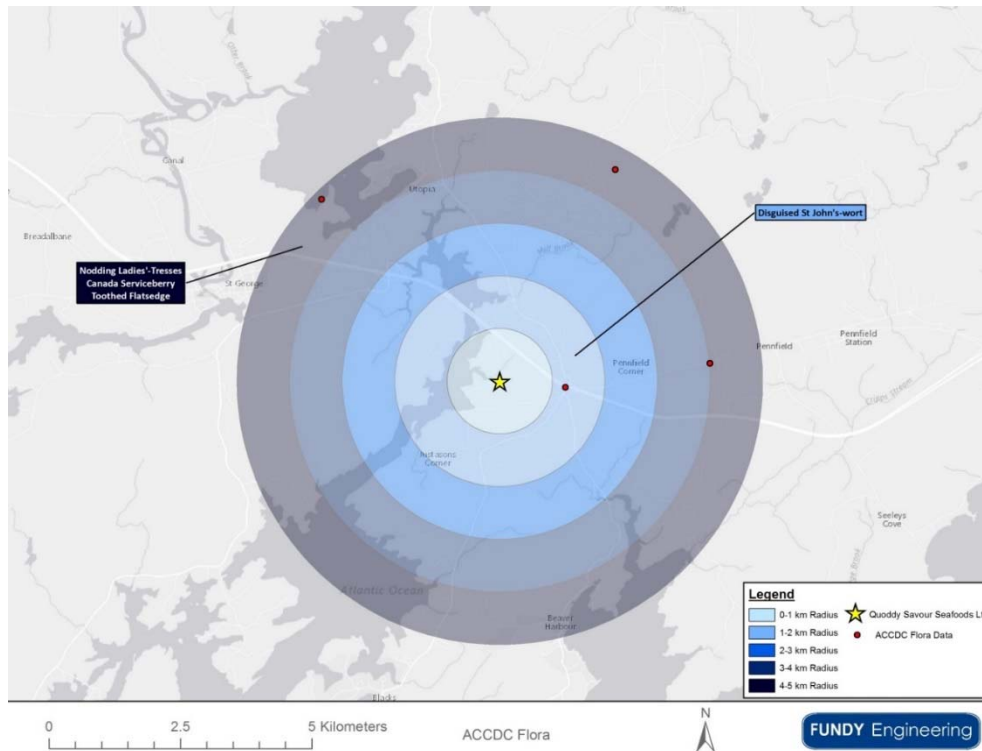 Canal
Utopia
Breadalbane
St George
Disguised St John's-wort
Nodding Ladies'-Tresses
Canada Serviceberry
Toothed Flatsedge
Pennfield
Corner
Pennfield
Pennfield
Station
Corner
Seeleys
Cove
Atlantic Ocean
Beaver
Harbour
Blacks
Legend
0-1 km Radius
1-2 km Radius
2-3 km Radius
3-4 km Radius
4-5 km Radius
Quoddy Savour Seafoods Lt
ACCDC Flora Data
0 2.5 5 Kilometers
ACCDC Flora
N
FUNDY Engineering